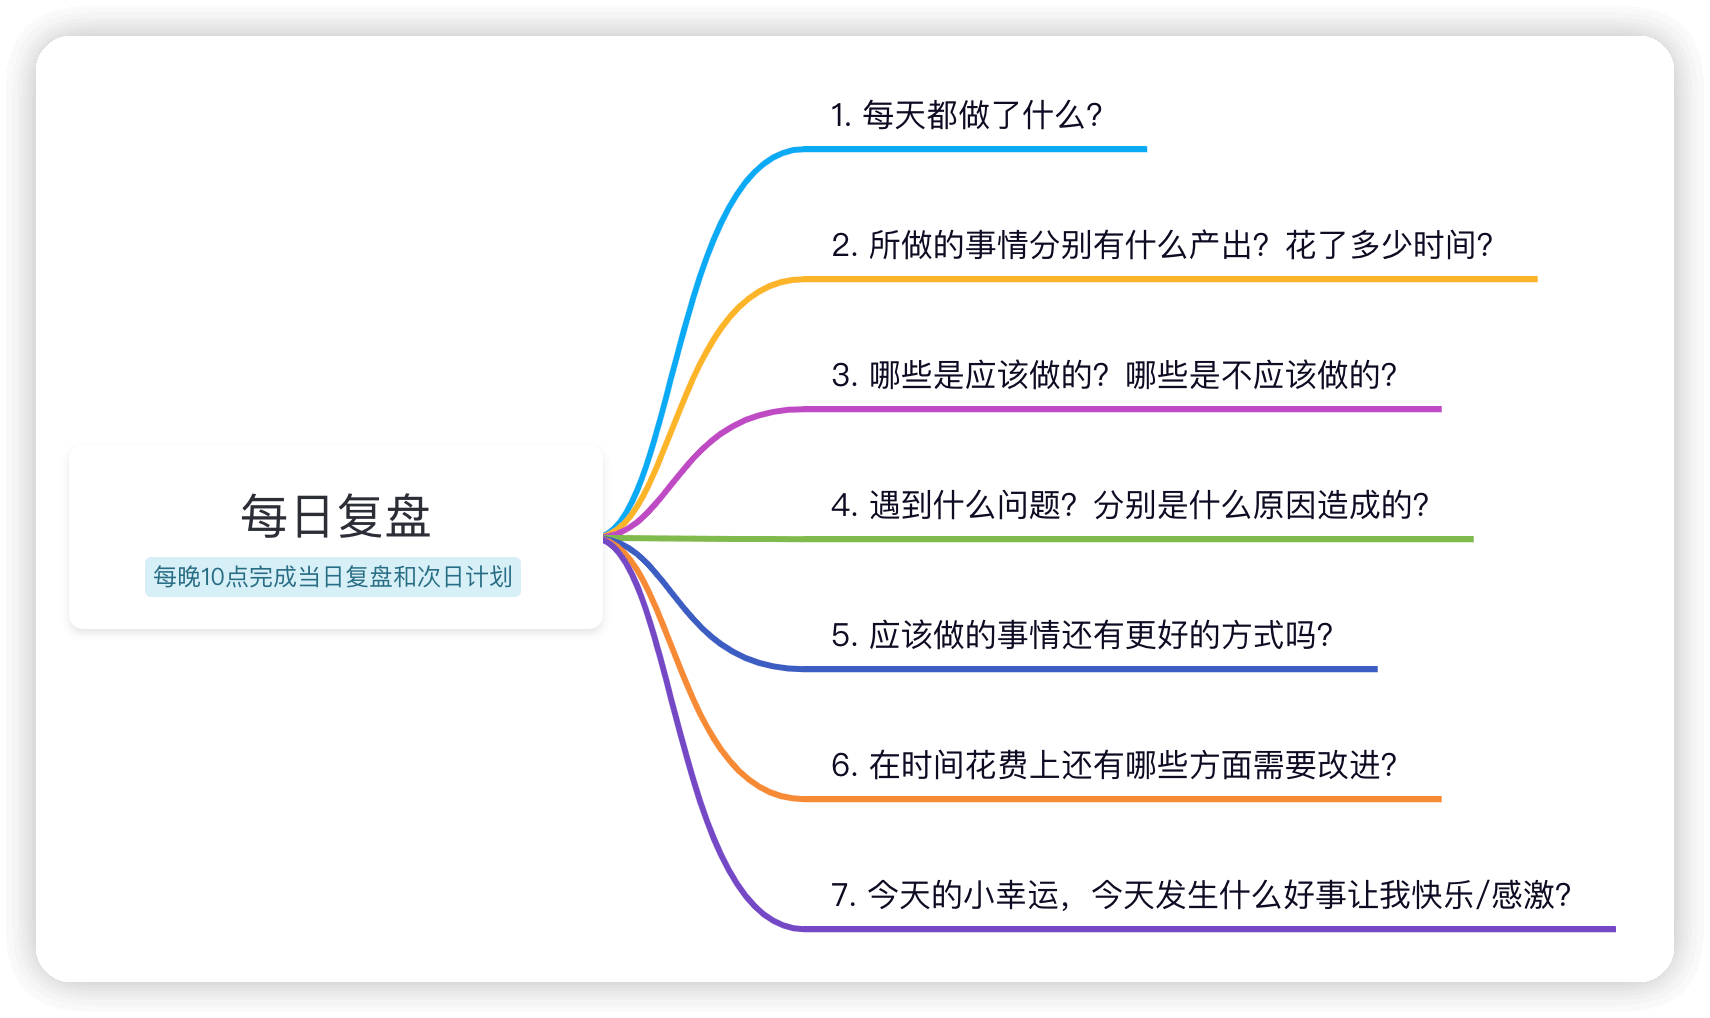 每日复盘
每晚10点完成当日复盘和次日计划
1. 每天都做了什么？
2. 所做的事情分别有什么产出？花了多少时间？
3. 哪些是应该做的？哪些是不应该做的？
4. 遇到什么问题？分别是什么原因造成的？
5. 应该做的事情还有更好的方式吗？
6. 在时间花费上还有哪些方面需要改进？
7. 今天的小幸运，今天发生什么好事让我快乐/感激？